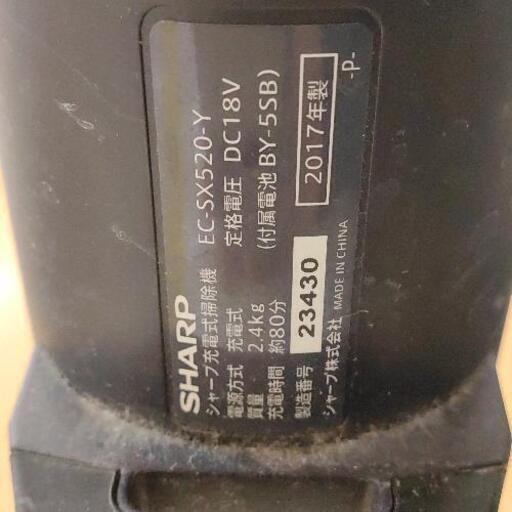 SHARP
シャープ充電式掃除機 EC-SX520-Y
電源方式 充電式 定格電圧 DC18V
質量 2.4kg (付属電池 BY-5SB)
充電時間 約80分
製造番号 23430 2017年製
シャープ株式会社 MADE IN CHINA
-P-